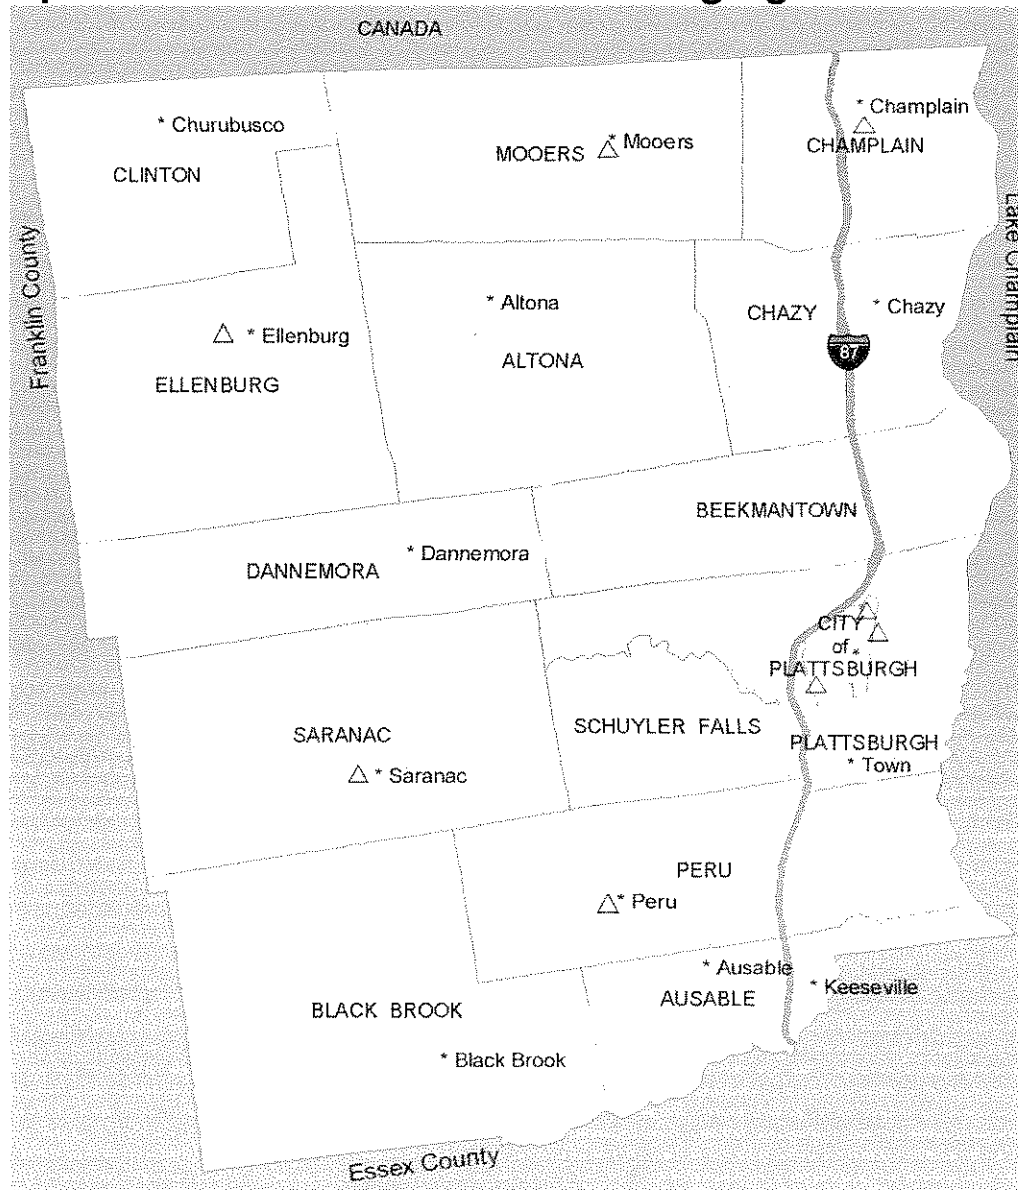 CANADA
* Churubusco
CLINTON
MOOERS
* Mooers
* Champlain
CHAMPLAIN
Franklin County
Lake Champlain
* Altona
ALTONA
CHAZY
* Chazy
87
* Ellenburg
ELLENBURG
BEEKMANTOWN
* Dannemora
DANNEMORA
CITY
of *
PLATTSBURGH
SARANAC
* Saranac
SCHUYLER FALLS
PLATTSBURGH
* Town
PERU
* Peru
* Ausable
AUSABLE
* Keeseville
BLACK BROOK
* Black Brook
Essex County